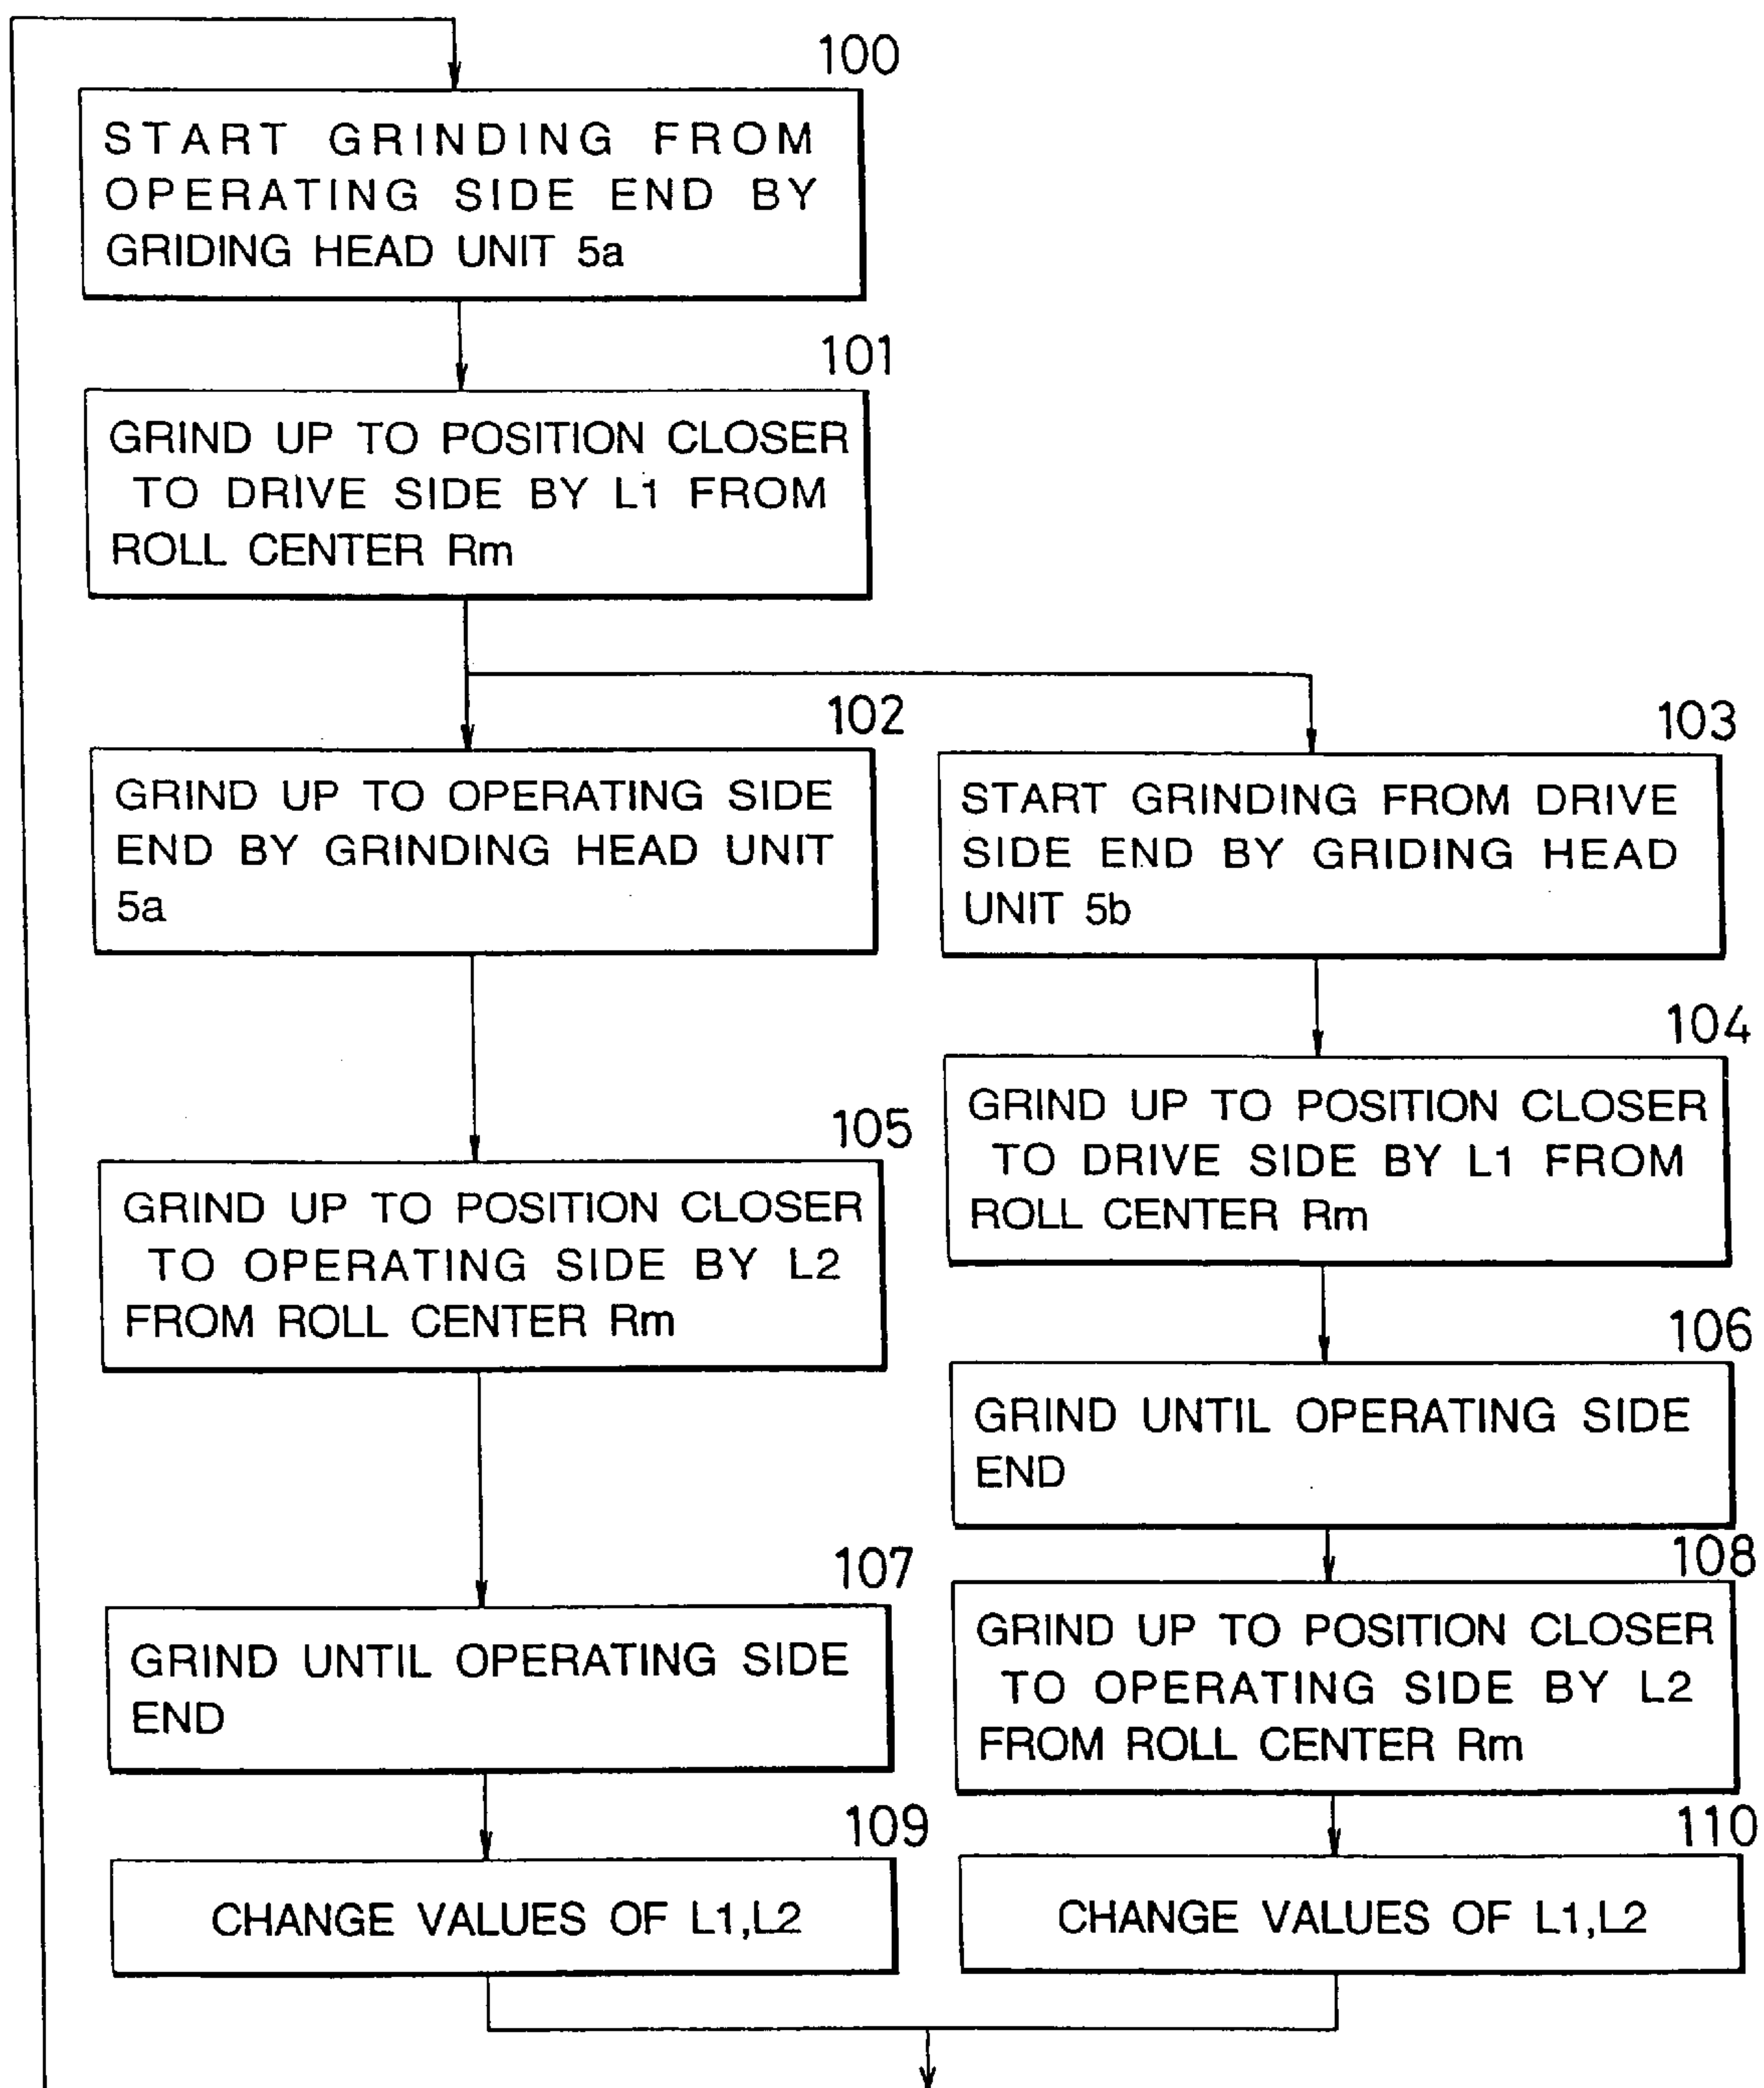 100
START GRINDING FROM
OPERATING SIDE END BY
GRIDING HEAD UNIT 5a
101
GRIND UP TO POSITION CLOSER
TO DRIVE SIDE BY L1 FROM
ROLL CENTER Rm
102
GRIND UP TO OPERATING SIDE
END BY GRINDING HEAD UNIT
5a
103
START GRINDING FROM DRIVE
SIDE END BY GRIDING HEAD
UNIT 5b
104
GRIND UP TO POSITION CLOSER
TO DRIVE SIDE BY L1 FROM
ROLL CENTER Rm
105
GRIND UP TO POSITION CLOSER
TO OPERATING SIDE BY L2
FROM ROLL CENTER Rm
106
GRIND UNTIL OPERATING SIDE
END
107
GRIND UNTIL OPERATING SIDE
END
108
GRIND UP TO POSITION CLOSER
TO OPERATING SIDE BY L2
FROM ROLL CENTER Rm
109
CHANGE VALUES OF L1,L2
110
CHANGE VALUES OF L1,L2